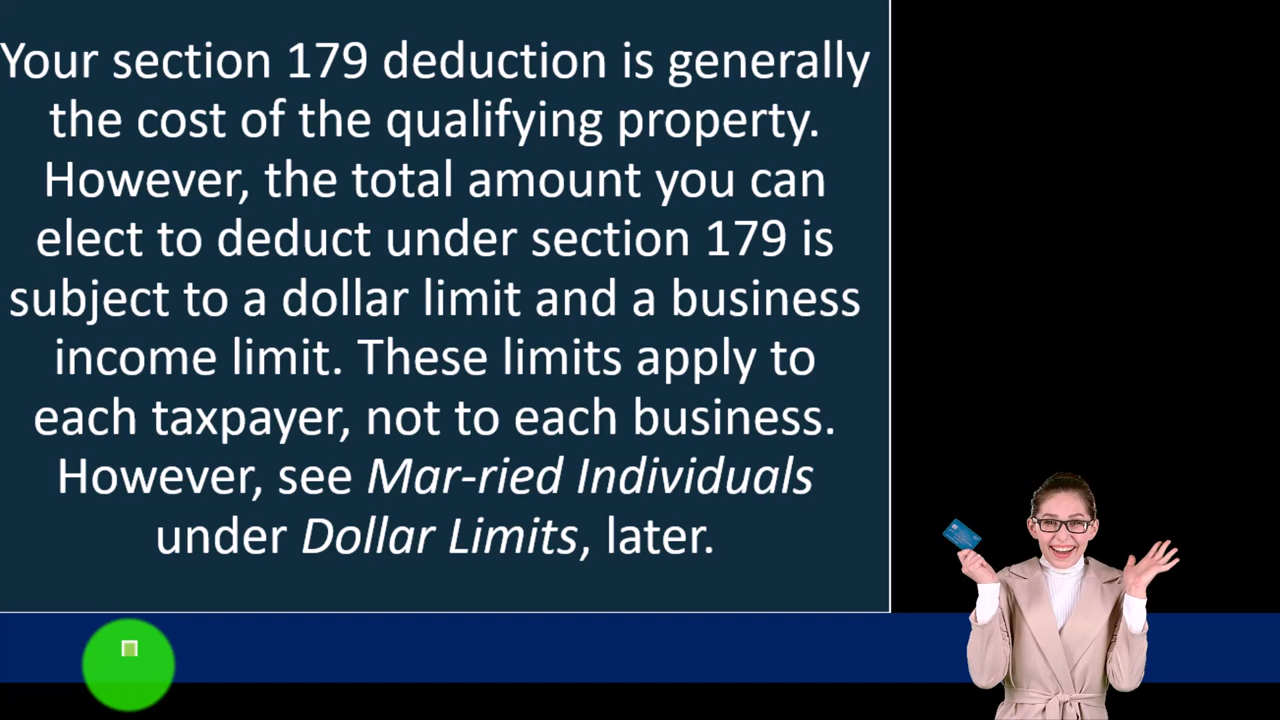 Your section 179 deduction is generally
the cost of the qualifying property.
However, the total amount you can
elect to deduct under section 179 is
subject to a dollar limit and a business
income limit. These limits apply to
each taxpayer, not to each business.
However, see Mar-ried Individuals
under Dollar Limits, later.